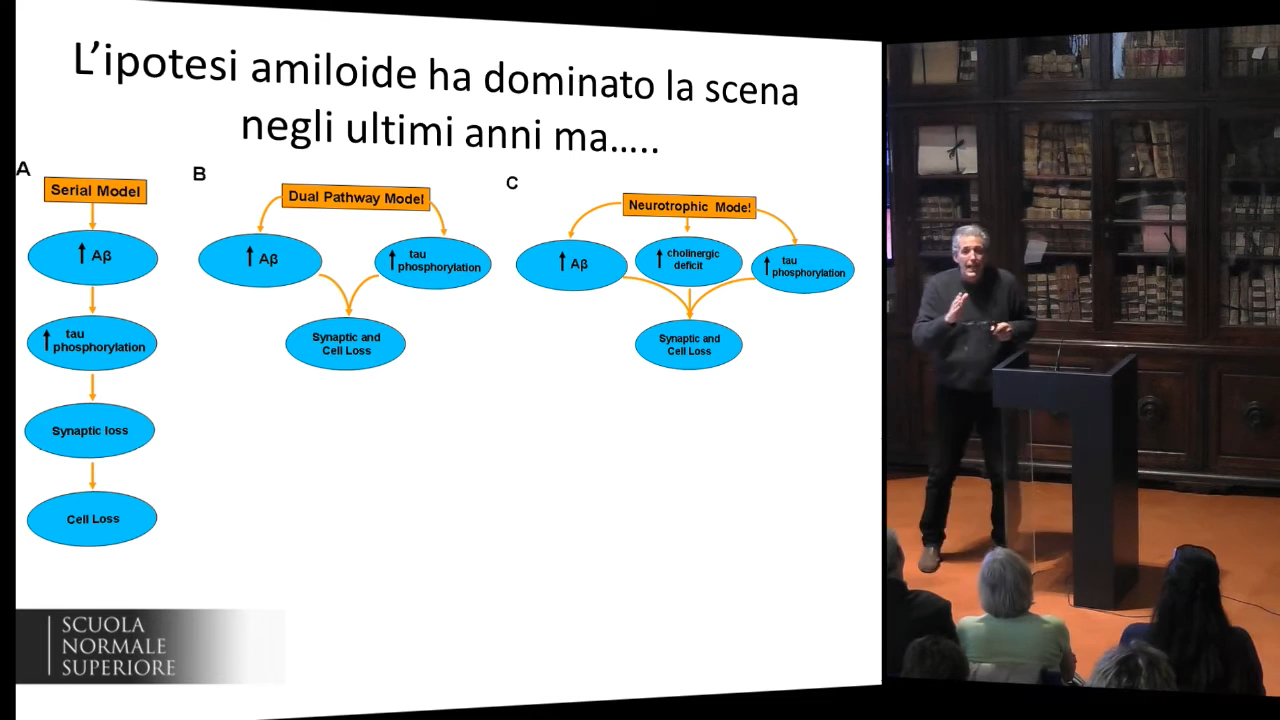 L'ipotesi amiloide ha dominato la scena
negli ultimi anni ma.....
A
Serial Model
↑ Aβ
↑ tau
phosphorylation
Synaptic loss
Cell Loss
B
Dual Pathway Model
↑ Aβ
↑ tau
phosphorylation
Synaptic and
Cell Loss
C
Neurotrophic Model
↑ Aβ
↑ cholinergic
deficit
↑ tau
phosphorylation
Synaptic and
Cell Loss
SCUOLA
NORMALE
SUPERIORE